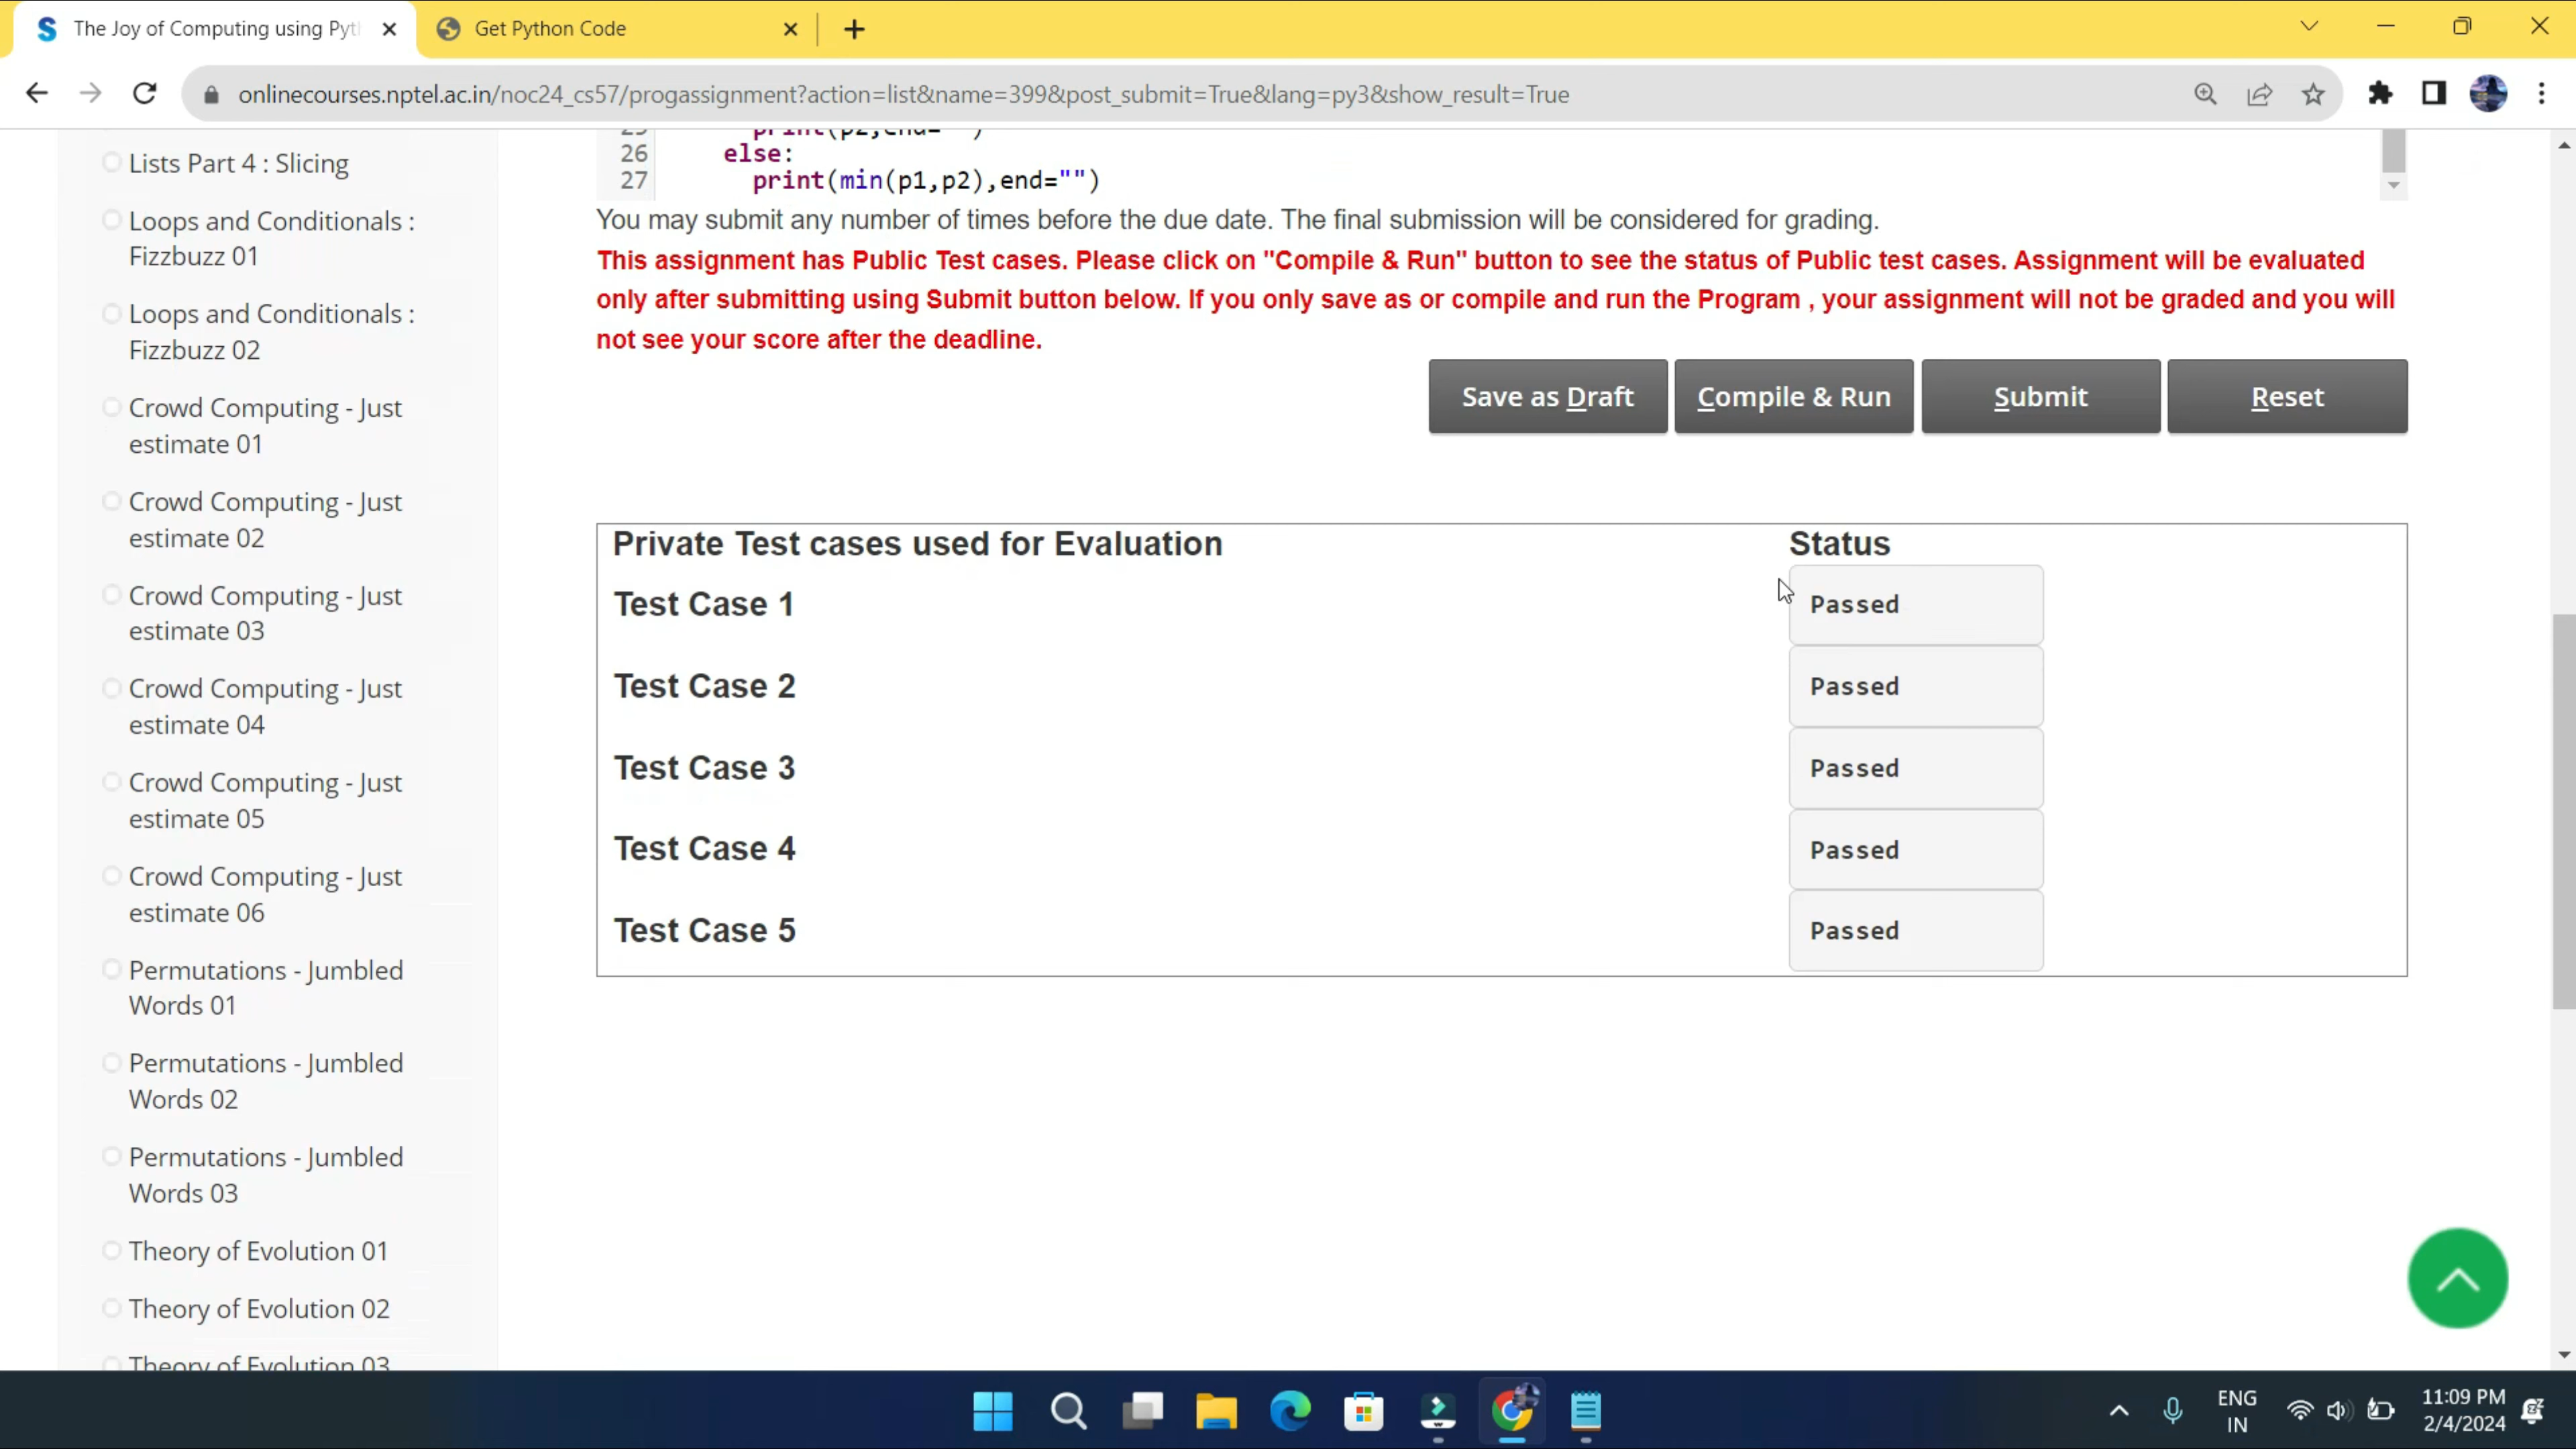 The Joy of Computing using Pyt
Get Python Code
onlinecourses.nptel.ac.in/noc24_cs57/progassignment?action=list&name=399&post_submit=True&lang=py3&show_result=True
Lists Part 4 : Slicing
Loops and Conditionals :
Fizzbuzz 01
Loops and Conditionals :
Fizzbuzz 02
Crowd Computing - Just
estimate 01
Crowd Computing - Just
estimate 02
Crowd Computing - Just
estimate 03
Crowd Computing - Just
estimate 04
Crowd Computing - Just
estimate 05
Crowd Computing - Just
estimate 06
Permutations - Jumbled
Words 01
Permutations - Jumbled
Words 02
Permutations - Jumbled
Words 03
Theory of Evolution 01
Theory of Evolution 02
Theory of Evolution 03
26 else:
27 print(min(p1,p2),end="")
You may submit any number of times before the due date. The final submission will be considered for grading.
This assignment has Public Test cases. Please click on "Compile & Run" button to see the status of Public test cases. Assignment will be evaluated
only after submitting using Submit button below. If you only save as or compile and run the Program , your assignment will not be graded and you will
not see your score after the deadline.
Save as Draft Compile & Run Submit Reset
Private Test cases used for Evaluation Status
Test Case 1 Passed
Test Case 2 Passed
Test Case 3 Passed
Test Case 4 Passed
Test Case 5 Passed
ENG
IN
11:09 PM
2/4/2024